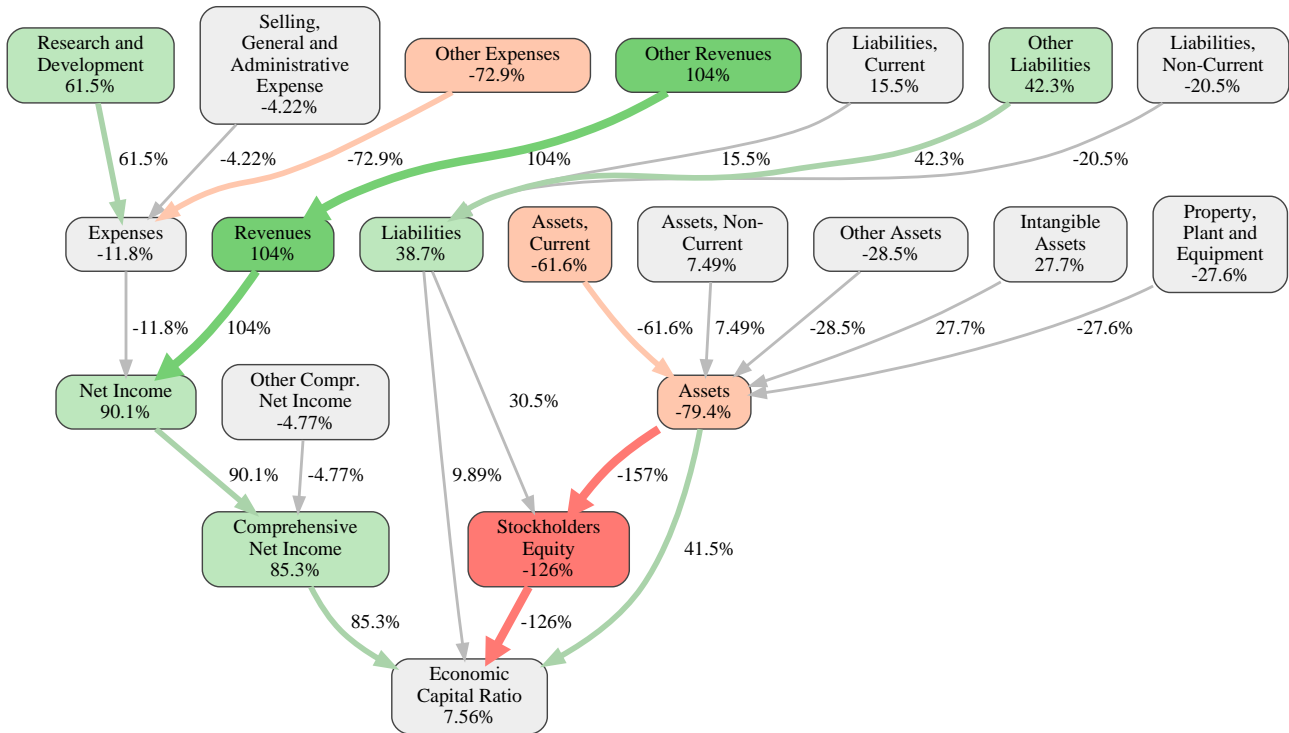 Research and
Development
61.5%
Selling,
General and
Administrative
Expense
-4.22%
Other Expenses
-72.9%
Other Revenues
104%
Liabilities,
Current
15.5%
Other
Liabilities
42.3%
Liabilities,
Non-Current
-20.5%
61.5%
-4.22%
-72.9%
104%
15.5%
42.3%
-20.5%
Expenses
-11.8%
Revenues
104%
Liabilities
38.7%
Assets,
Current
-61.6%
Assets, Non-
Current
7.49%
Other Assets
-28.5%
Intangible
Assets
27.7%
Property,
Plant and
Equipment
-27.6%
-11.8%
104%
-61.6%
7.49%
-28.5%
27.7%
-27.6%
Net Income
90.1%
Other Compr.
Net Income
-4.77%
30.5%
Assets
-79.4%
90.1%
-4.77%
9.89%
-157%
Comprehensive
Net Income
85.3%
Stockholders
Equity
-126%
41.5%
85.3%
-126%
Economic
Capital Ratio
7.56%